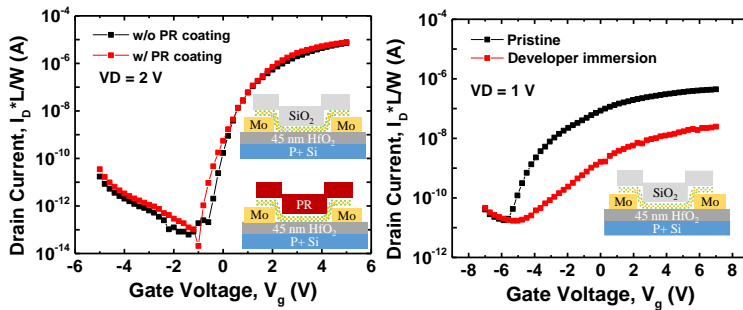 w/o PR coating
w/ PR coating
VD = 2 V
SiO₂
Mo
Mo
45 nm HfO₂
P+ Si
PR
Mo
Mo
45 nm HfO₂
P+ Si
10⁻⁴
10⁻⁶
10⁻⁸
10⁻¹⁰
10⁻¹²
10⁻¹⁴
-6 -4 -2 0 2 4 6
Gate Voltage, V_g (V)
Drain Current, I_D*L/W (A)
VD = 1 V
Pristine
Developer immersion
SiO₂
Mo
Mo
45 nm HfO₂
P+ Si
10⁻⁴
10⁻⁶
10⁻⁸
10⁻¹⁰
10⁻¹²
-8 -6 -4 -2 0 2 4 6 8
Gate Voltage, V_g (V)
Drain Current, I_D*L/W (A)